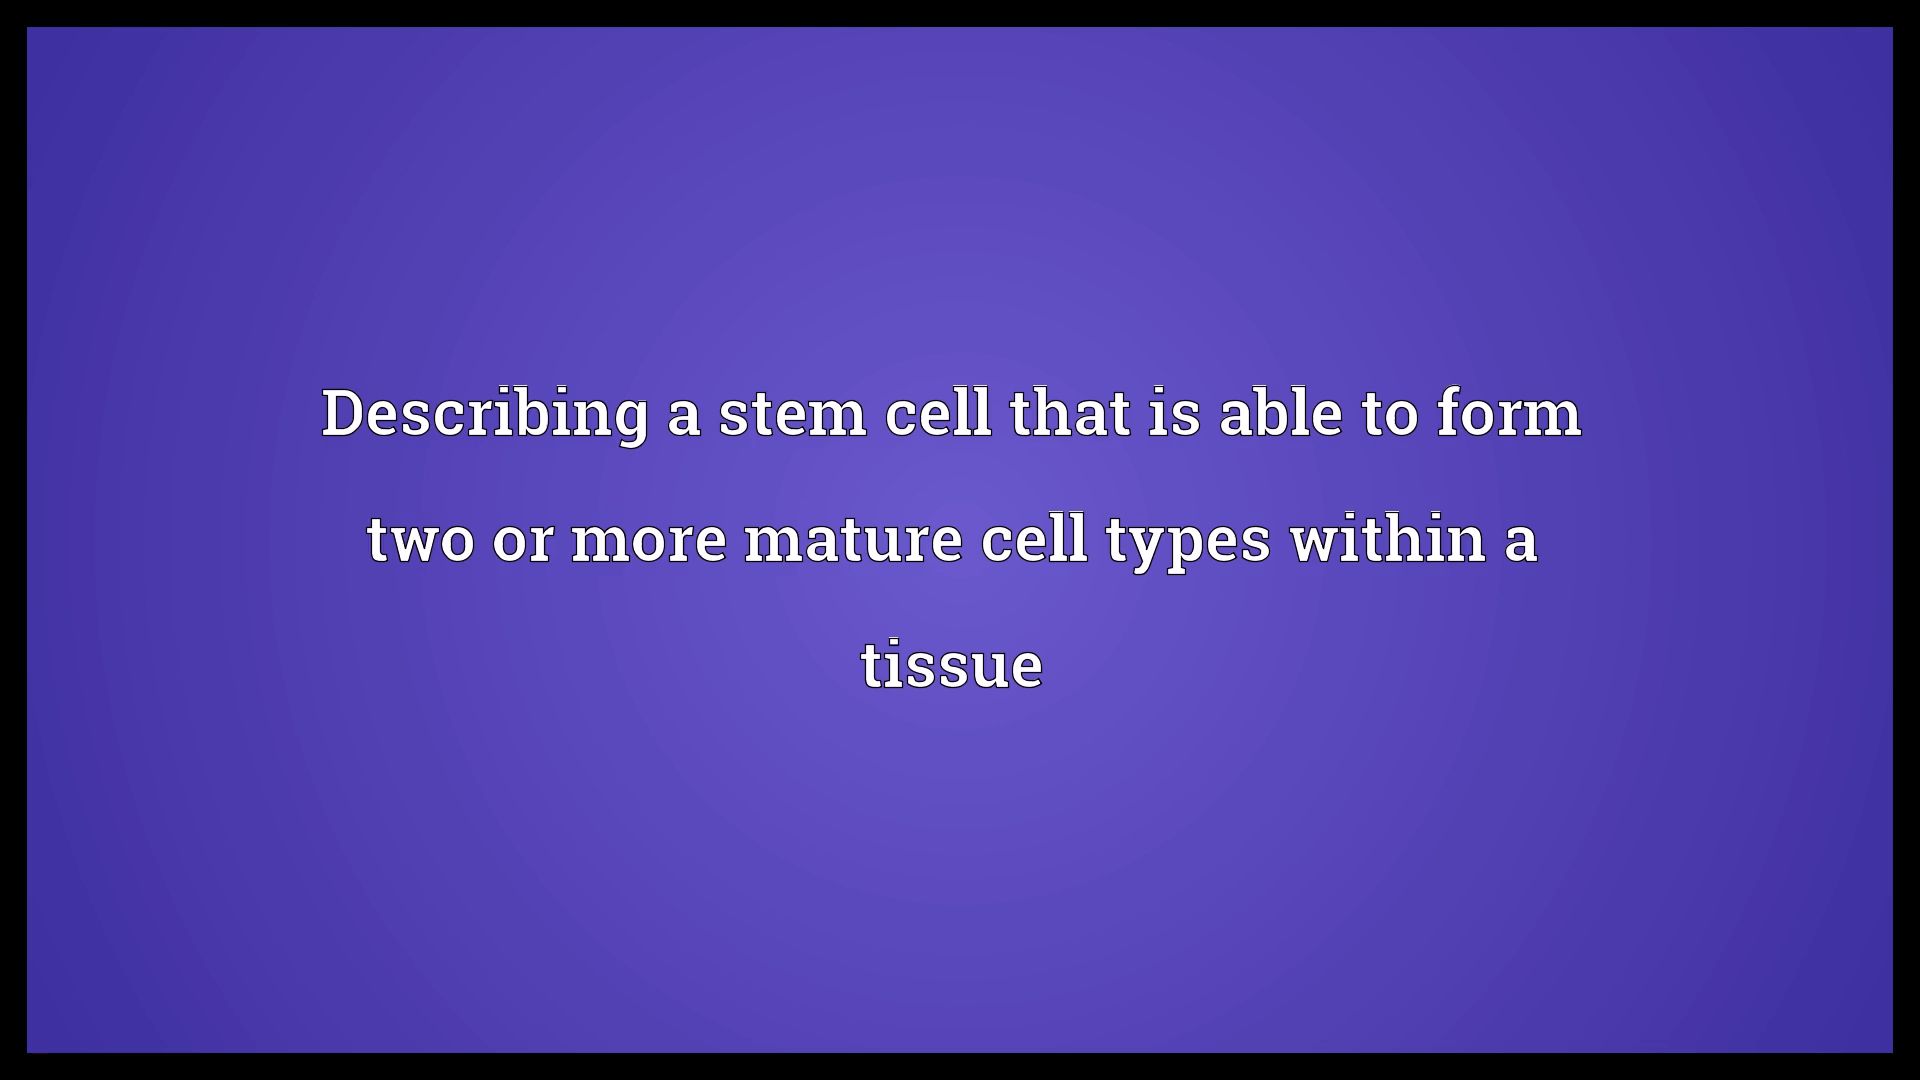 Describing a stem cell that is able to form
two or more mature cell types within a
tissue